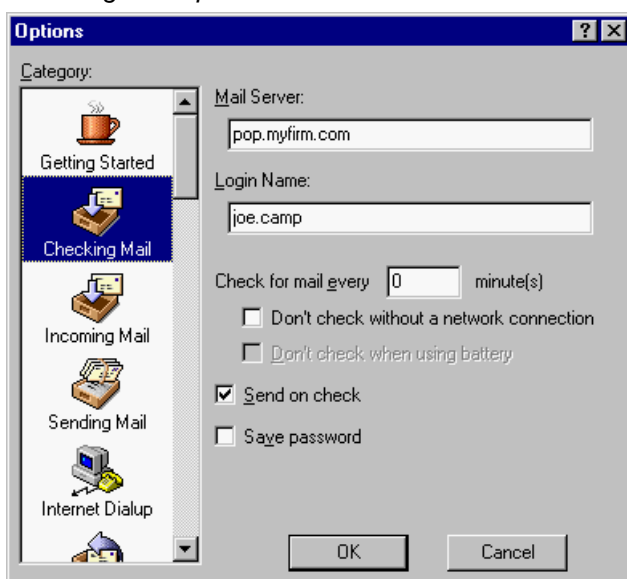 Options
Category:
Getting Started
Checking Mail
Incoming Mail
Sending Mail
Internet Dialup
Mail Server:
pop.myfirm.com
Login Name:
joe.camp
Check for mail every 0 minute(s)
Don't check without a network connection
Don't check when using battery
Send on check
Save password
OK Cancel